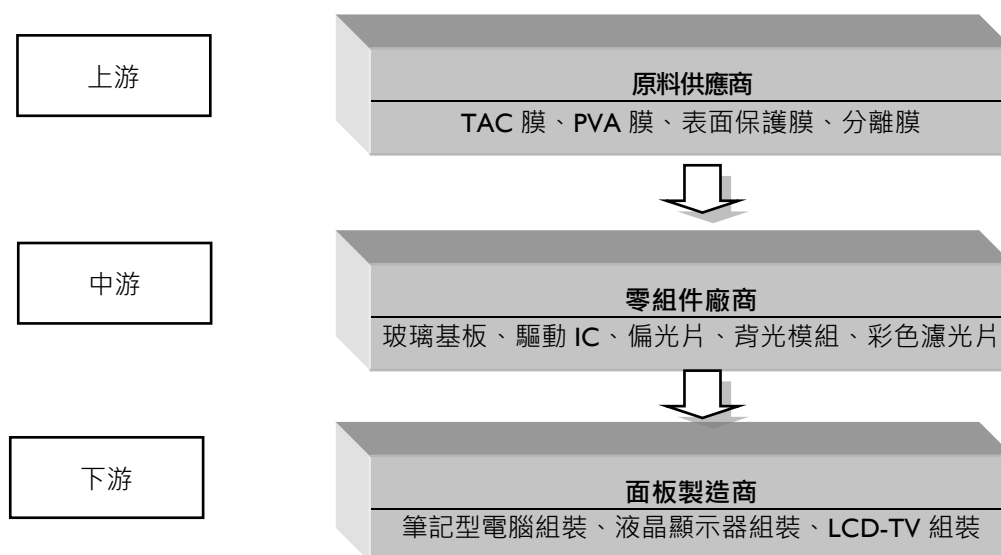 上游
原料供應商
TAC 膜、PVA 膜、表面保護膜、分離膜
中游
零組件廠商
玻璃基板、驅動 IC、偏光片、背光模組、彩色濾光片
下游
面板製造商
筆記型電腦組裝、液晶顯示器組裝、LCD-TV 組裝